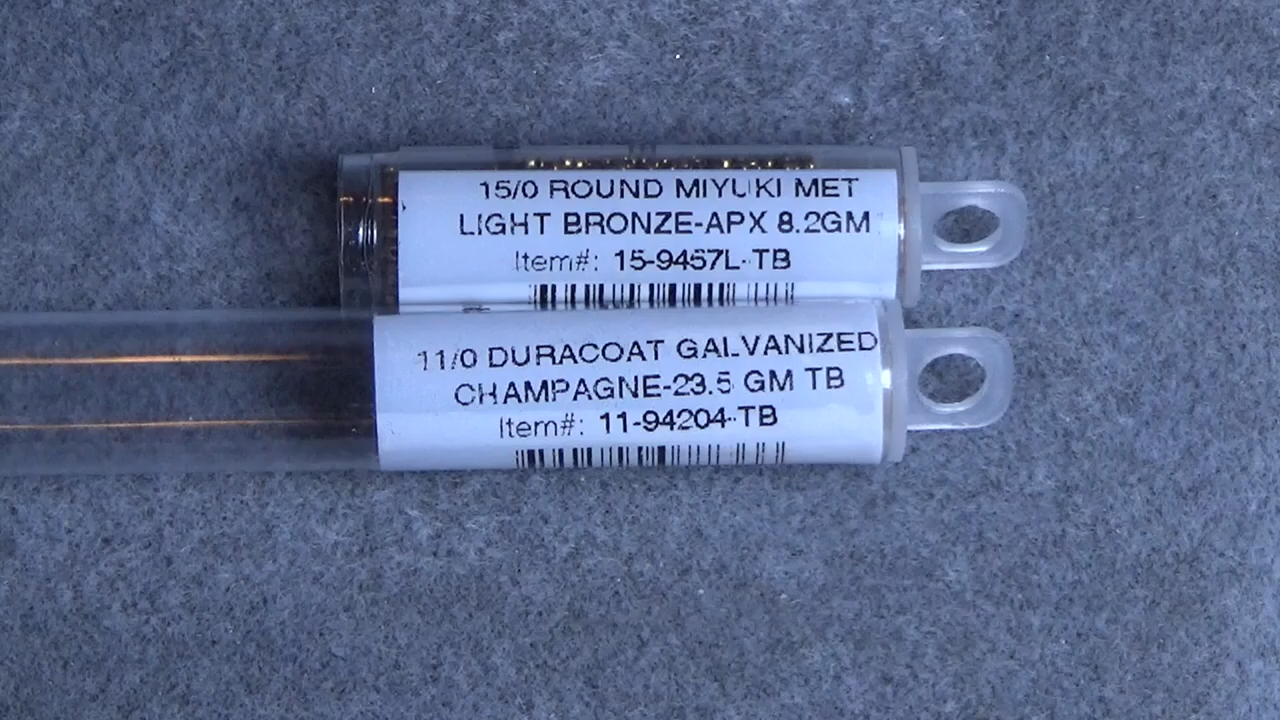 15/0 ROUND MIYUKI MET
LIGHT BRONZE-APX 8.2GM
Item#: 15-9457L-TB
11/0 DURACOAT GALVANIZED
CHAMPAGNE-23.5 GM TB
Item#: 11-94204-TB